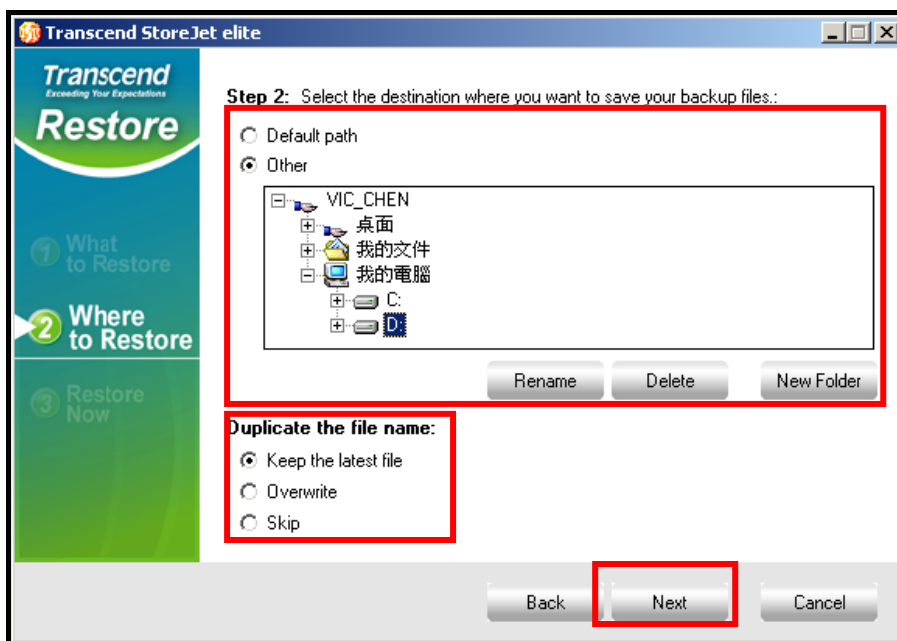 Transcend StoreJet elite
Transcend
Exceeding Your Expectations
Restore
1 What
to Restore
2 Where
to Restore
3 Restore
Now
Step 2: Select the destination where you want to save your backup files.:
Default path
Other
VIC_CHEN
桌面
我的文件
我的電腦
C:
D:
Rename Delete New Folder
Duplicate the file name:
Keep the latest file
Overwrite
Skip
Back Next Cancel